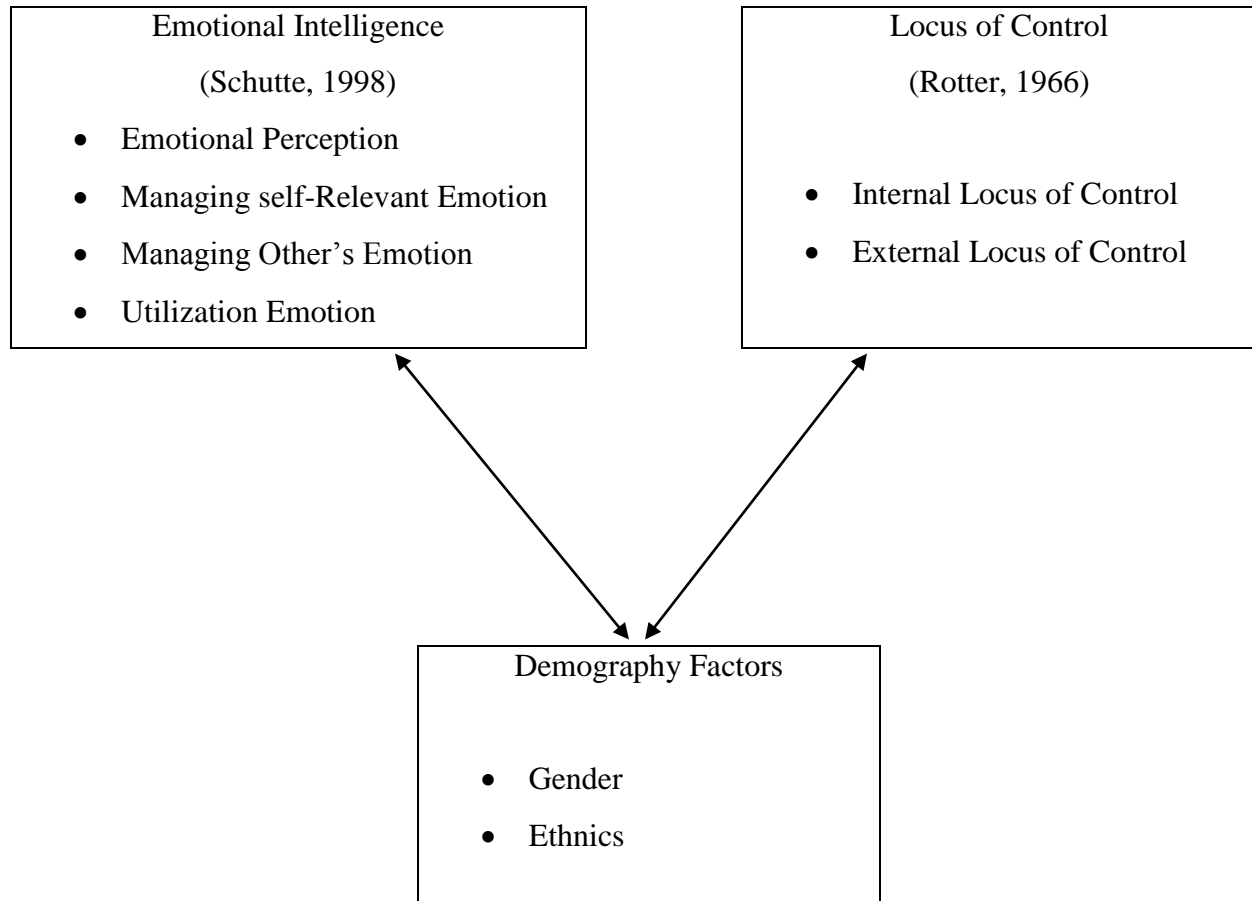 Emotional Intelligence
(Schutte, 1998)
• Emotional Perception
• Managing self-Relevant Emotion
• Managing Other’s Emotion
• Utilization Emotion
Locus of Control
(Rotter, 1966)
• Internal Locus of Control
• External Locus of Control
Demography Factors
• Gender
• Ethnics